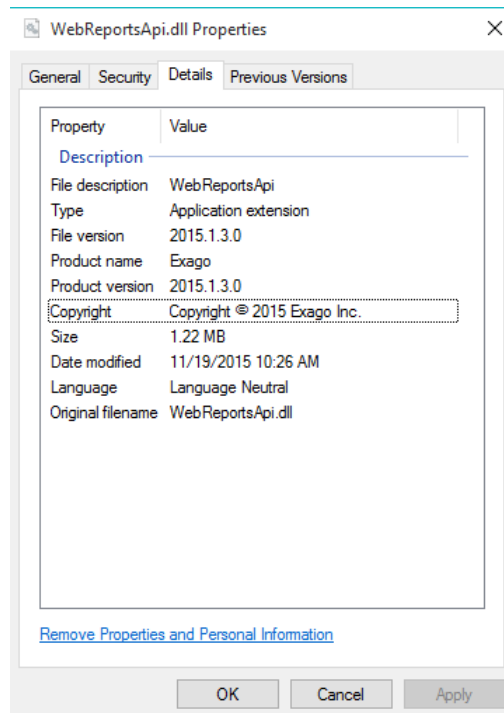 WebReportsApi.dll Properties
General Security Details Previous Versions
Property Value
Description
File description WebReportsApi
Type Application extension
File version 2015.1.3.0
Product name Exago
Product version 2015.1.3.0
Copyright Copyright © 2015 Exago Inc.
Size 1.22 MB
Date modified 11/19/2015 10:26 AM
Language Language Neutral
Original filename WebReportsApi.dll
Remove Properties and Personal Information
OK Cancel Apply